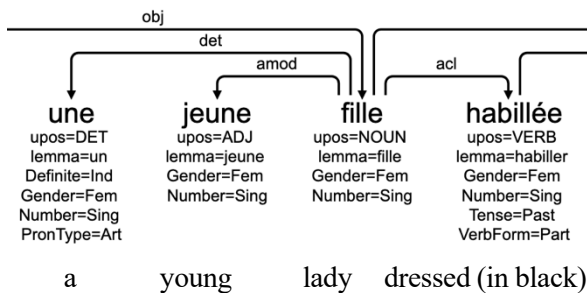 obj
det
amod acl
une jeune fille habillée
upos=DET upos=ADJ upos=NOUN upos=VERB
lemma=un lemma=jeune lemma=fille lemma=habiller
Definite=Ind Gender=Fem Gender=Fem Gender=Fem
Gender=Fem Number=Sing Number=Sing Number=Sing
Number=Sing Tense=Past
PronType=Art VerbForm=Part
a young lady dressed (in black)